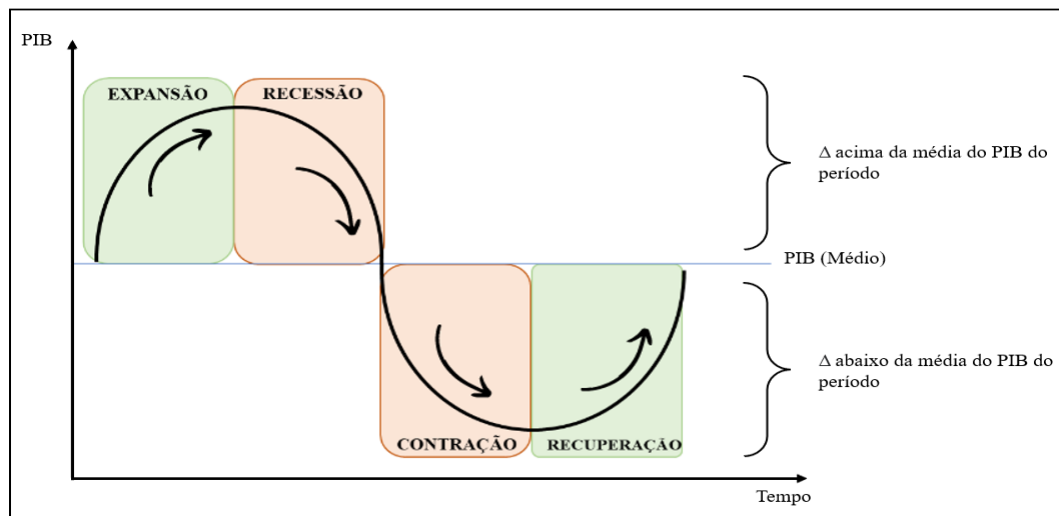 PIB
EXPANSÃO
RECESSÃO
Δ acima da média do PIB do
período
PIB (Médio)
Δ abaixo da média do PIB do
período
CONTRAÇÃO
RECUPERAÇÃO
Tempo